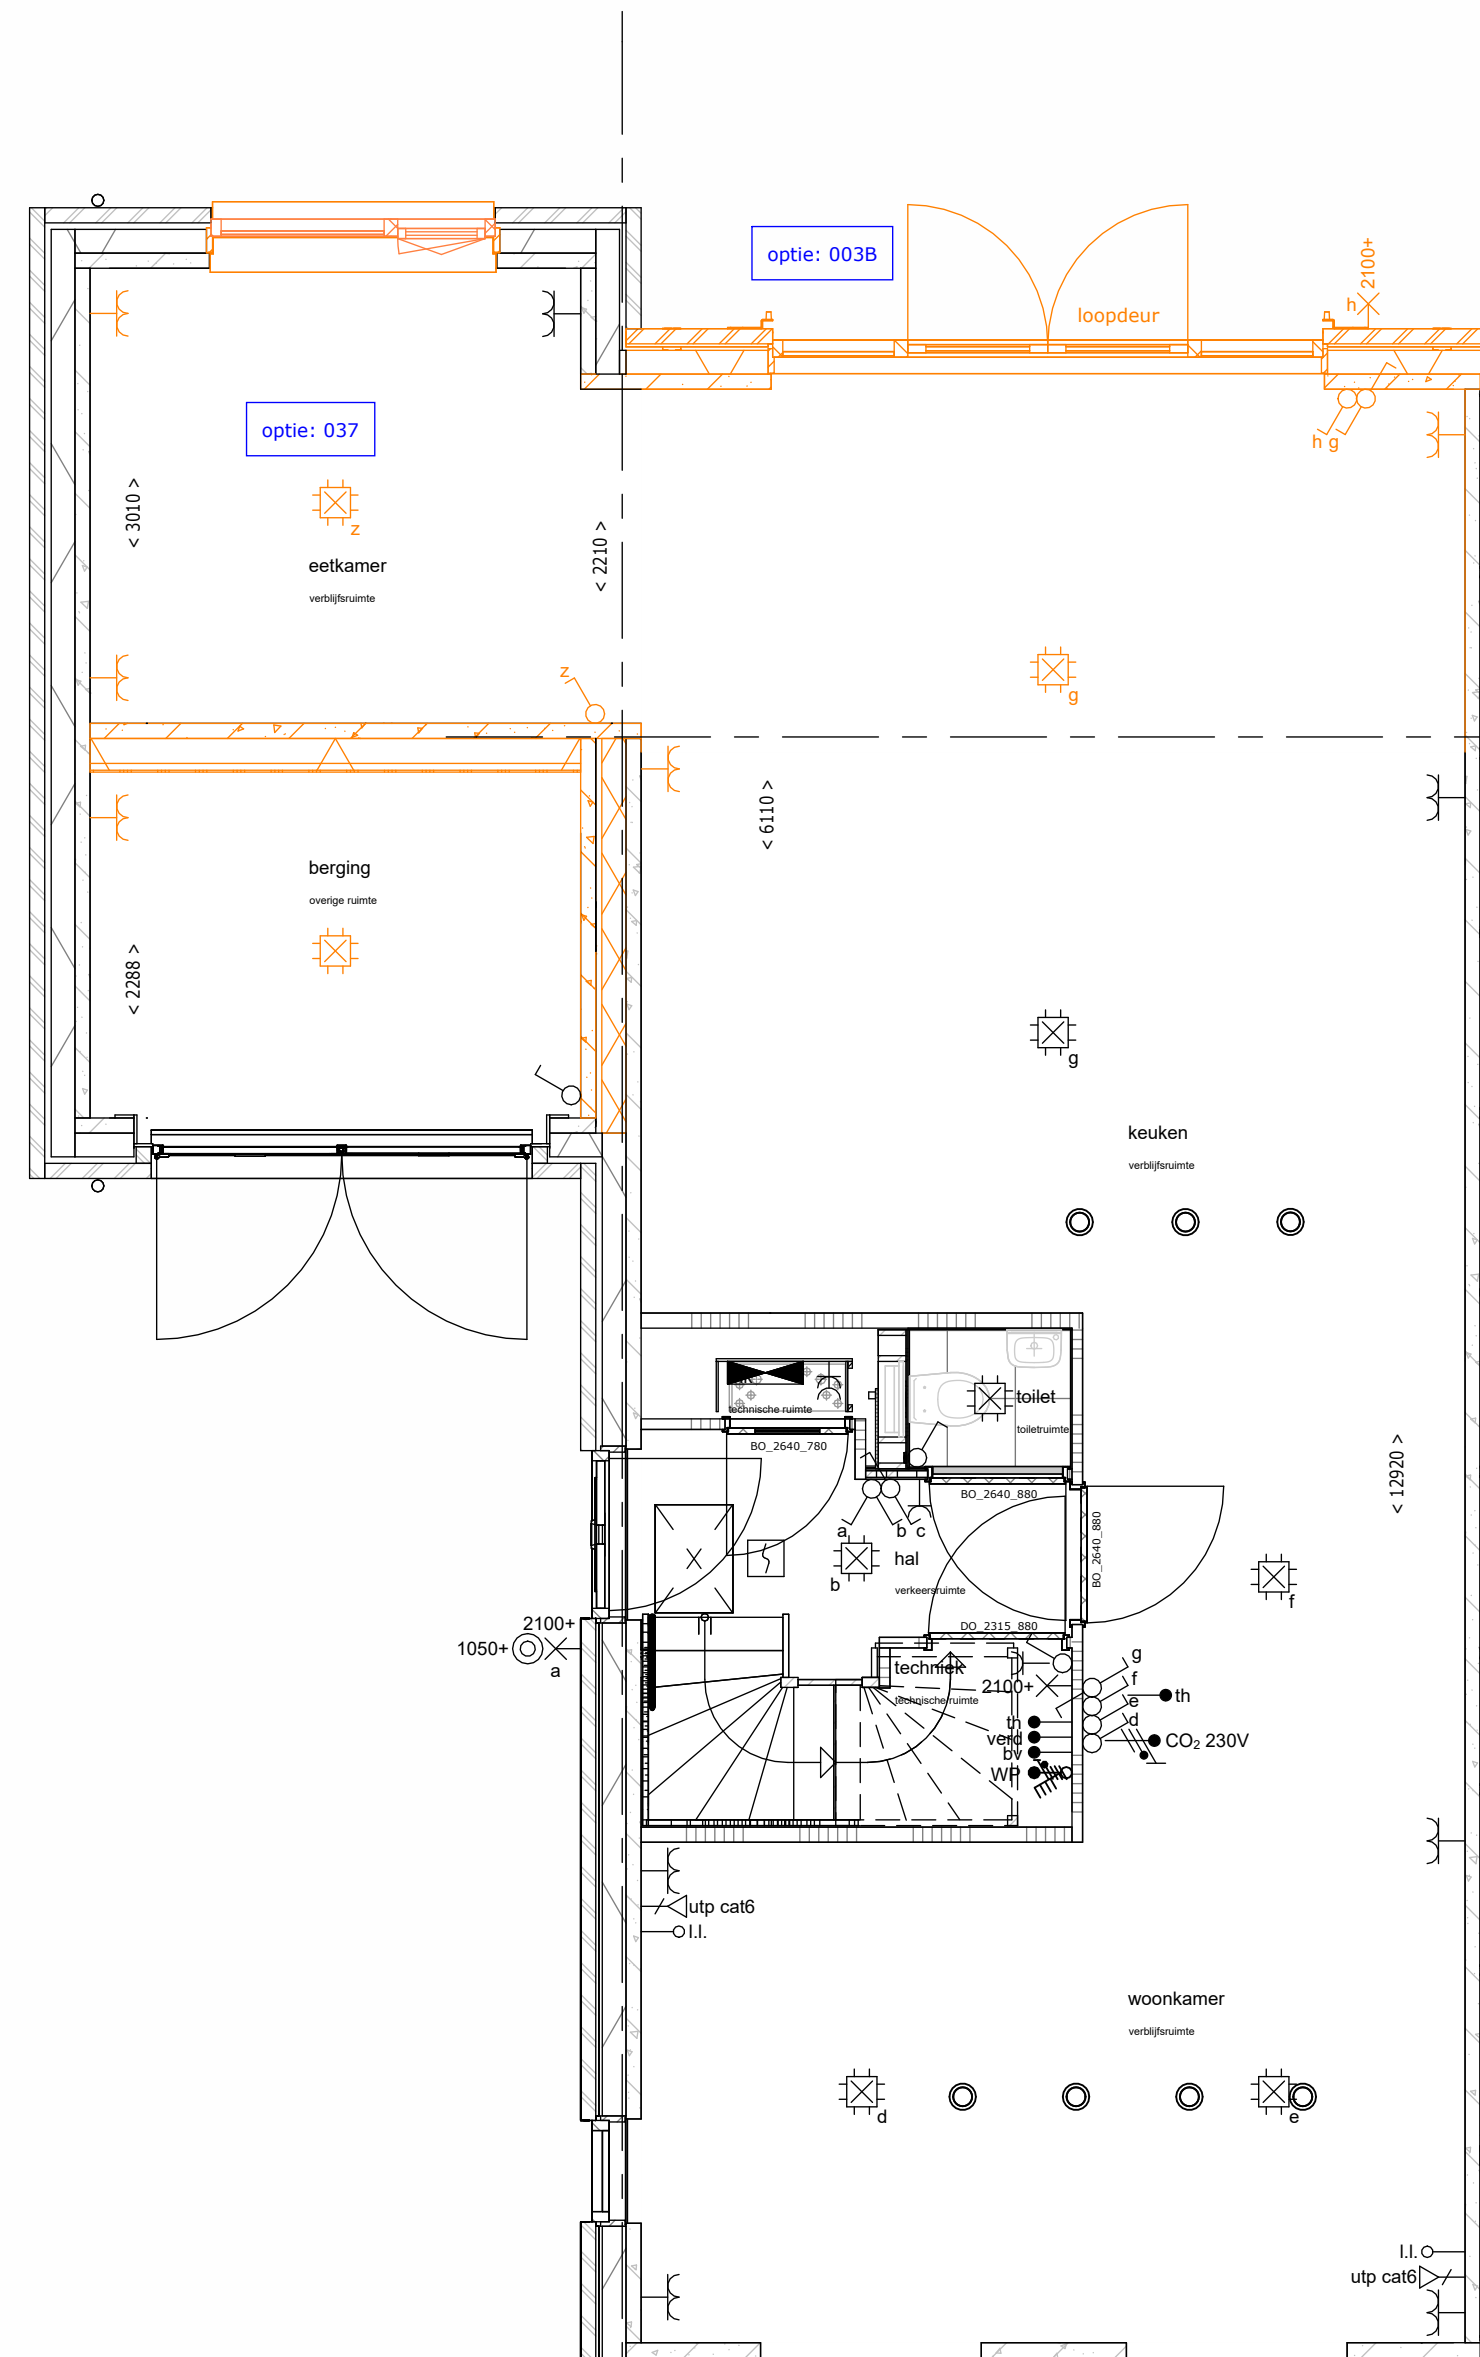 optie: 003B
2100+
h
loopdeur
optie: 037
h g
z
< 3010 >
< 2210 >
eetkamer
verblijfsruimte
z
g
< 6110 >
berging
overige ruimte
< 2288 >
g
keuken
verblijfsruimte
technische ruimte
toilet
toiletruimte
BO_2640_780
BO_2640_880
< 12920 >
a
b
c
BO_2640_880
hal
verkeersruimte
b
f
2100+
1050+
a
DO_2315_880
techniek
technische ruimte
2100+
g
f
e
d
th
th
verd
bv
WP
CO₂ 230V
utp cat6
l.l.
woonkamer
verblijfsruimte
d
e
l.l.
utp cat6